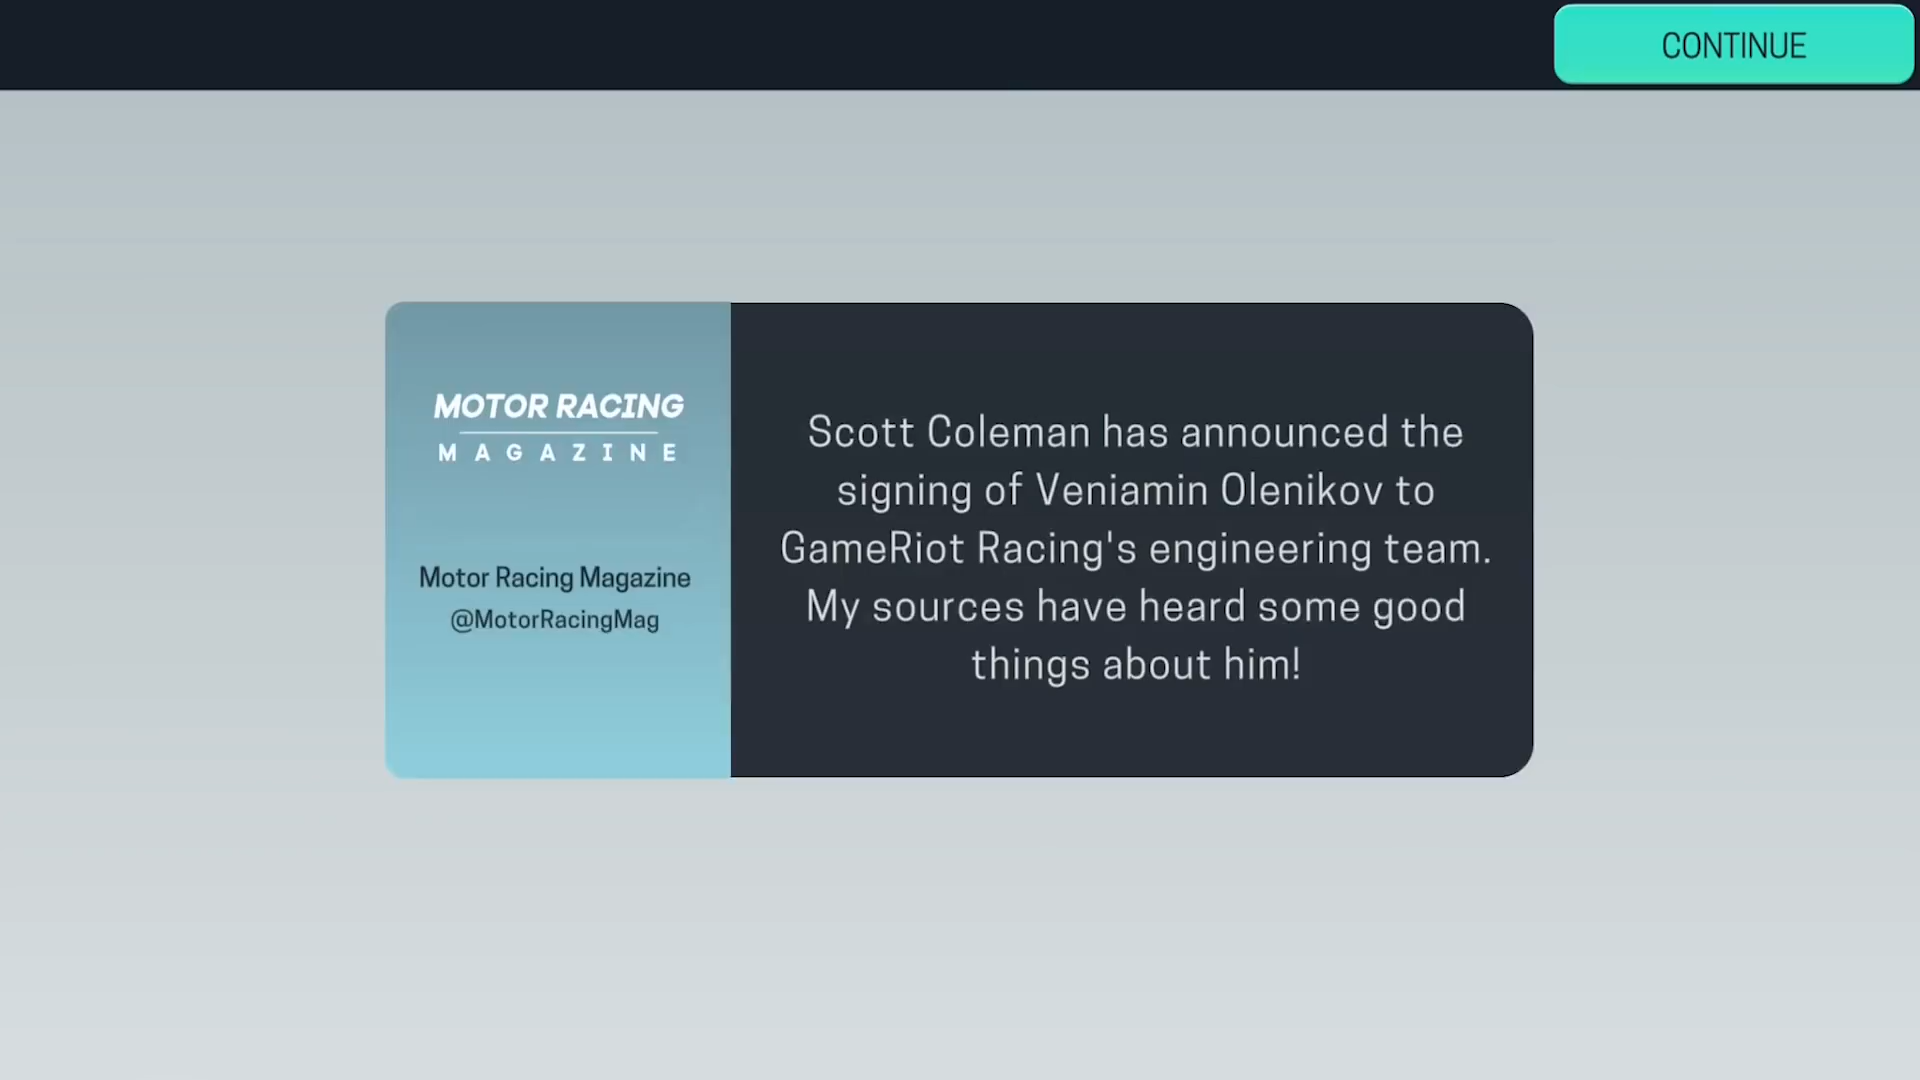 CONTINUE
MOTOR RACING
MAGAZINE
Motor Racing Magazine
@MotorRacingMag
Scott Coleman has announced the
signing of Veniamin Olenikov to
GameRiot Racing's engineering team.
My sources have heard some good
things about him!